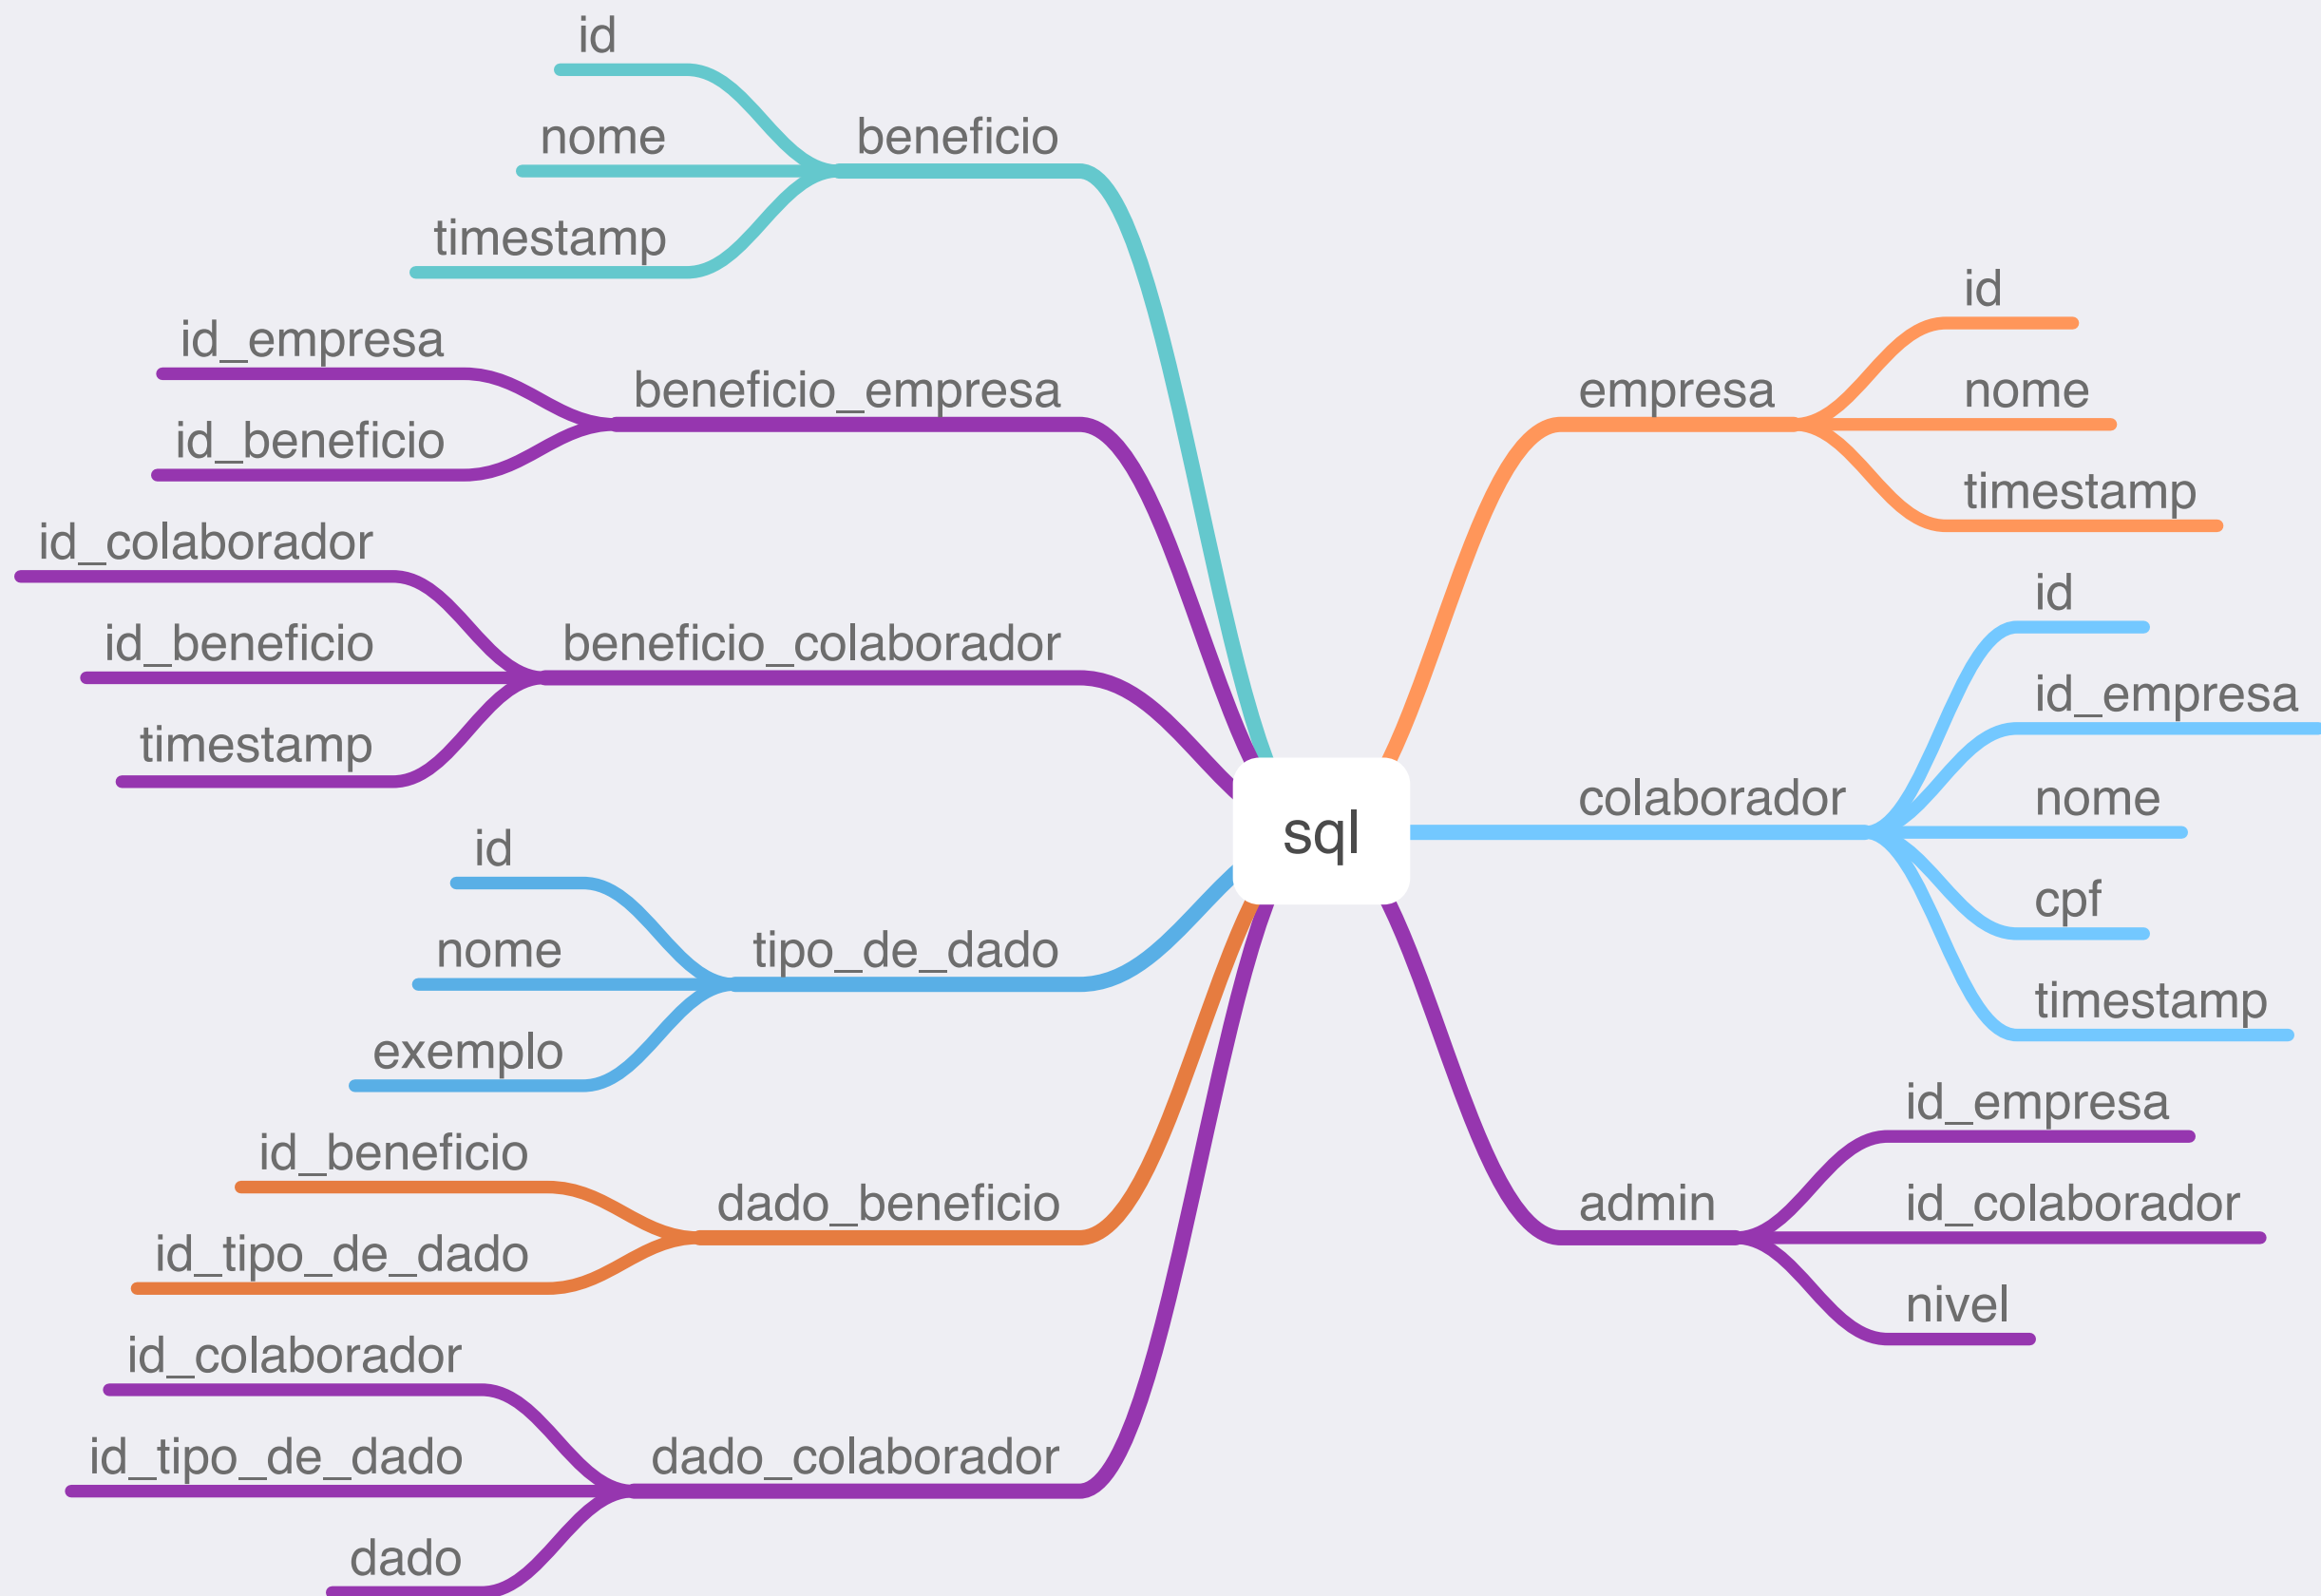 sql
beneficio
id
nome
timestamp
beneficio_empresa
id_empresa
id_beneficio
beneficio_colaborador
id_colaborador
id_beneficio
timestamp
tipo_de_dado
id
nome
exemplo
dado_beneficio
id_beneficio
id_tipo_de_dado
dado_colaborador
id_colaborador
id_tipo_de_dado
dado
empresa
id
nome
timestamp
colaborador
id
id_empresa
nome
cpf
timestamp
admin
id_empresa
id_colaborador
nivel